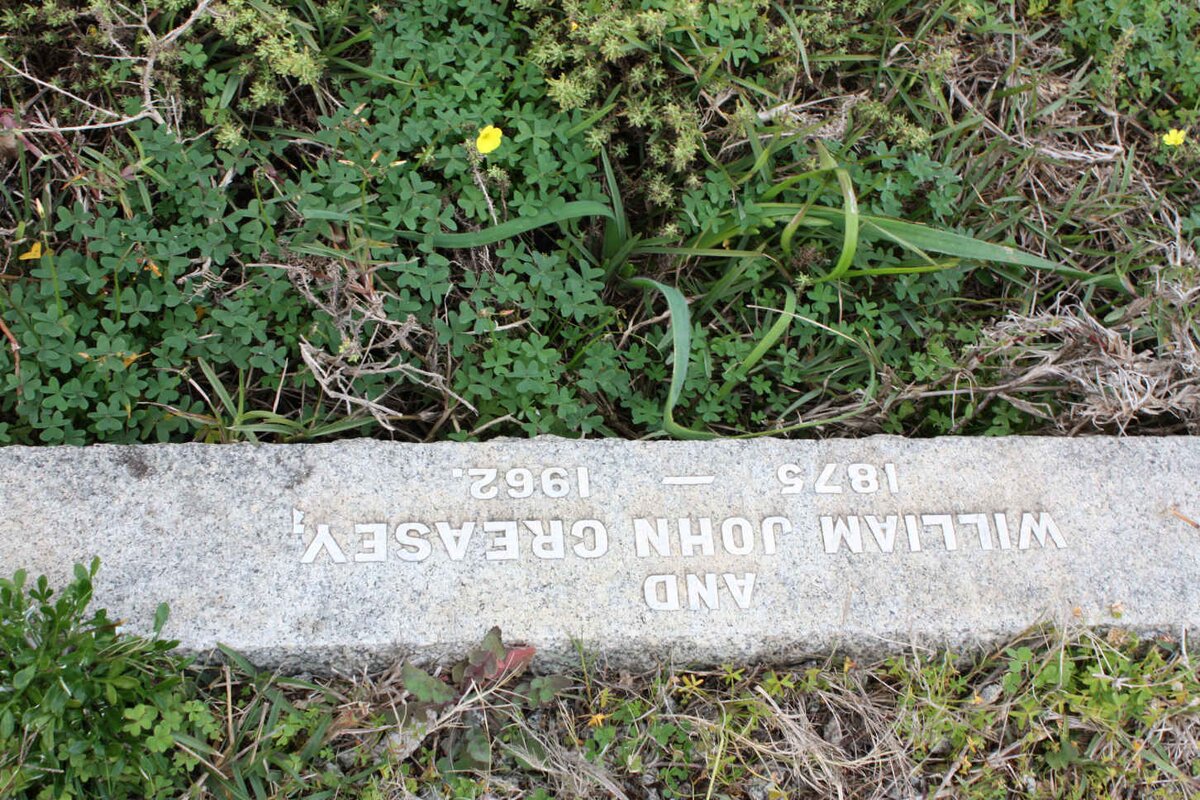 AND
WILLIAM JOHN CREASEY,
1875 — 1962.